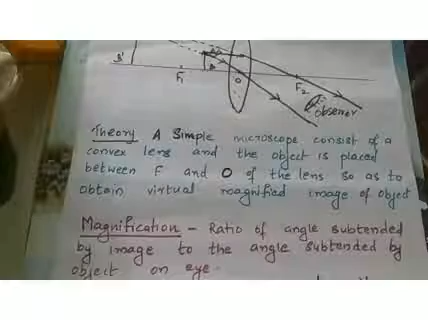 B'
A
F1
O
F2
observer
Theory A Simple microscope consist of a
convex lens and the object is placed
between F and O of the lens so as to
obtain virtual magnified image of object
Magnification - Ratio of angle subtended
by image to the angle subtended by
object on eye.